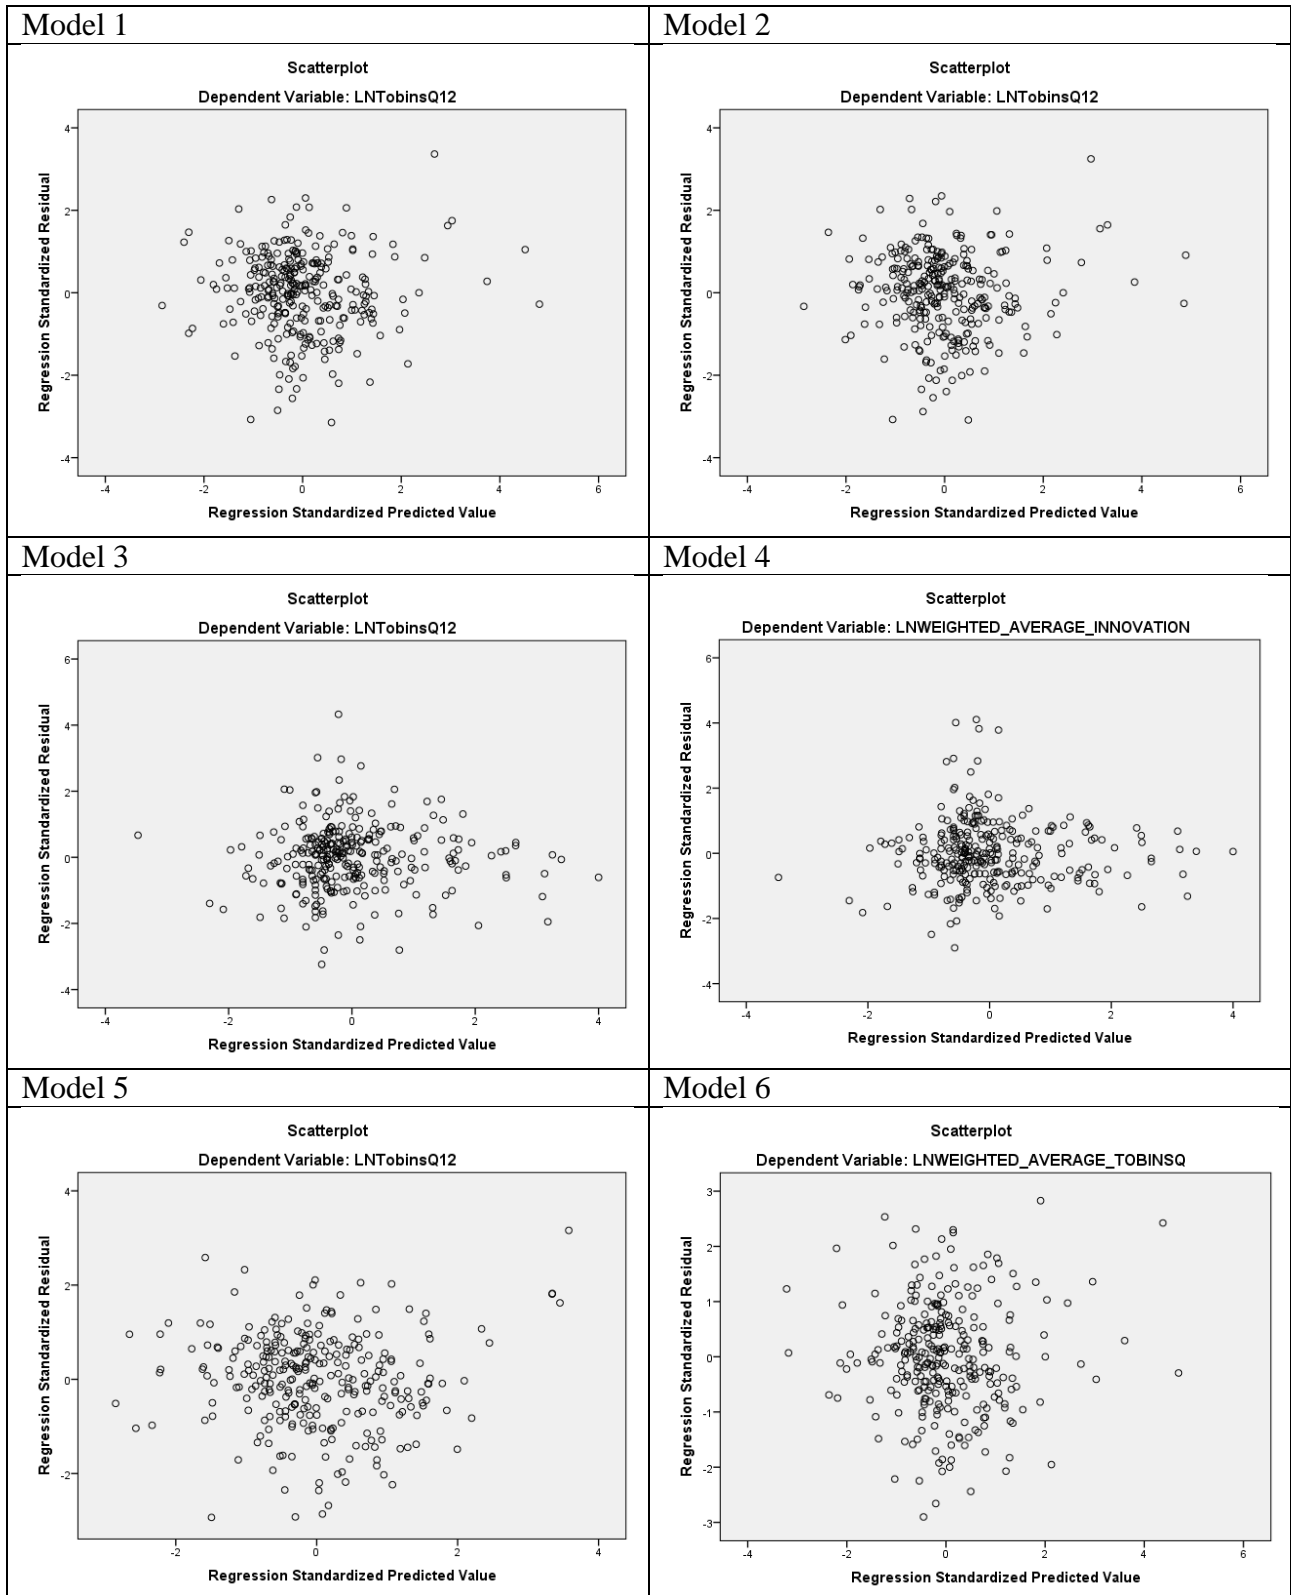 Model 1
Model 2
Scatterplot
Dependent Variable: LNTobinsQ12
Regression Standardized Residual
4
2
0
-2
-4
-4 -2 0 2 4 6
Regression Standardized Predicted Value
Scatterplot
Dependent Variable: LNTobinsQ12
Regression Standardized Residual
4
2
0
-2
-4
-4 -2 0 2 4 6
Regression Standardized Predicted Value
Model 3
Model 4
Scatterplot
Dependent Variable: LNTobinsQ12
Regression Standardized Residual
6
4
2
0
-2
-4
-4 -2 0 2 4
Regression Standardized Predicted Value
Scatterplot
Dependent Variable: LNWEIGHTED_AVERAGE_INNOVATION
Regression Standardized Residual
6
4
2
0
-2
-4
-4 -2 0 2 4
Regression Standardized Predicted Value
Model 5
Model 6
Scatterplot
Dependent Variable: LNTobinsQ12
Regression Standardized Residual
4
2
0
-2
-2 0 2 4
Regression Standardized Predicted Value
Scatterplot
Dependent Variable: LNWEIGHTED_AVERAGE_TOBINSQ
Regression Standardized Residual
3
2
1
0
-1
-2
-3
-4 -2 0 2 4 6
Regression Standardized Predicted Value